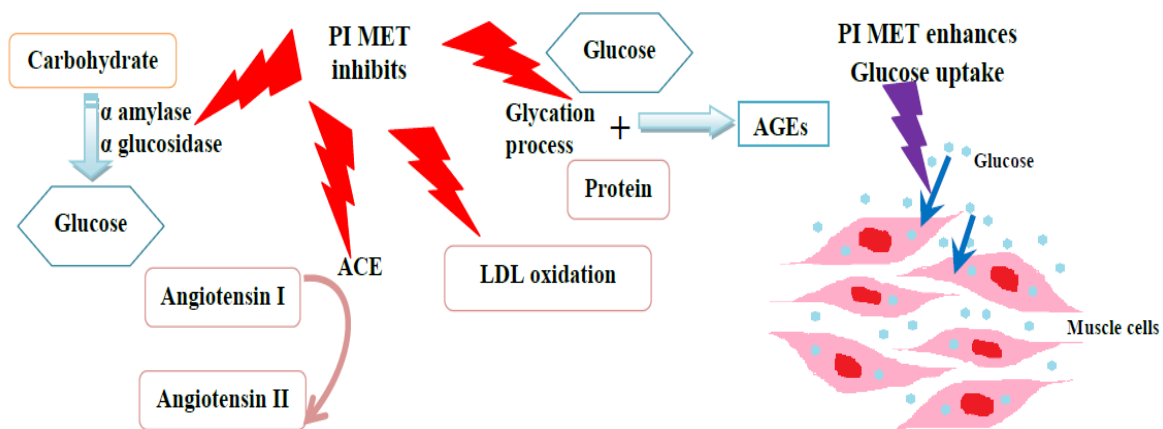 Carbohydrate
α amylase
α glucosidase
Glucose
PI MET
inhibits
ACE
Angiotensin I
Angiotensin II
LDL oxidation
Glucose
Glycation
process
+
Protein
AGEs
PI MET enhances
Glucose uptake
Glucose
Muscle cells